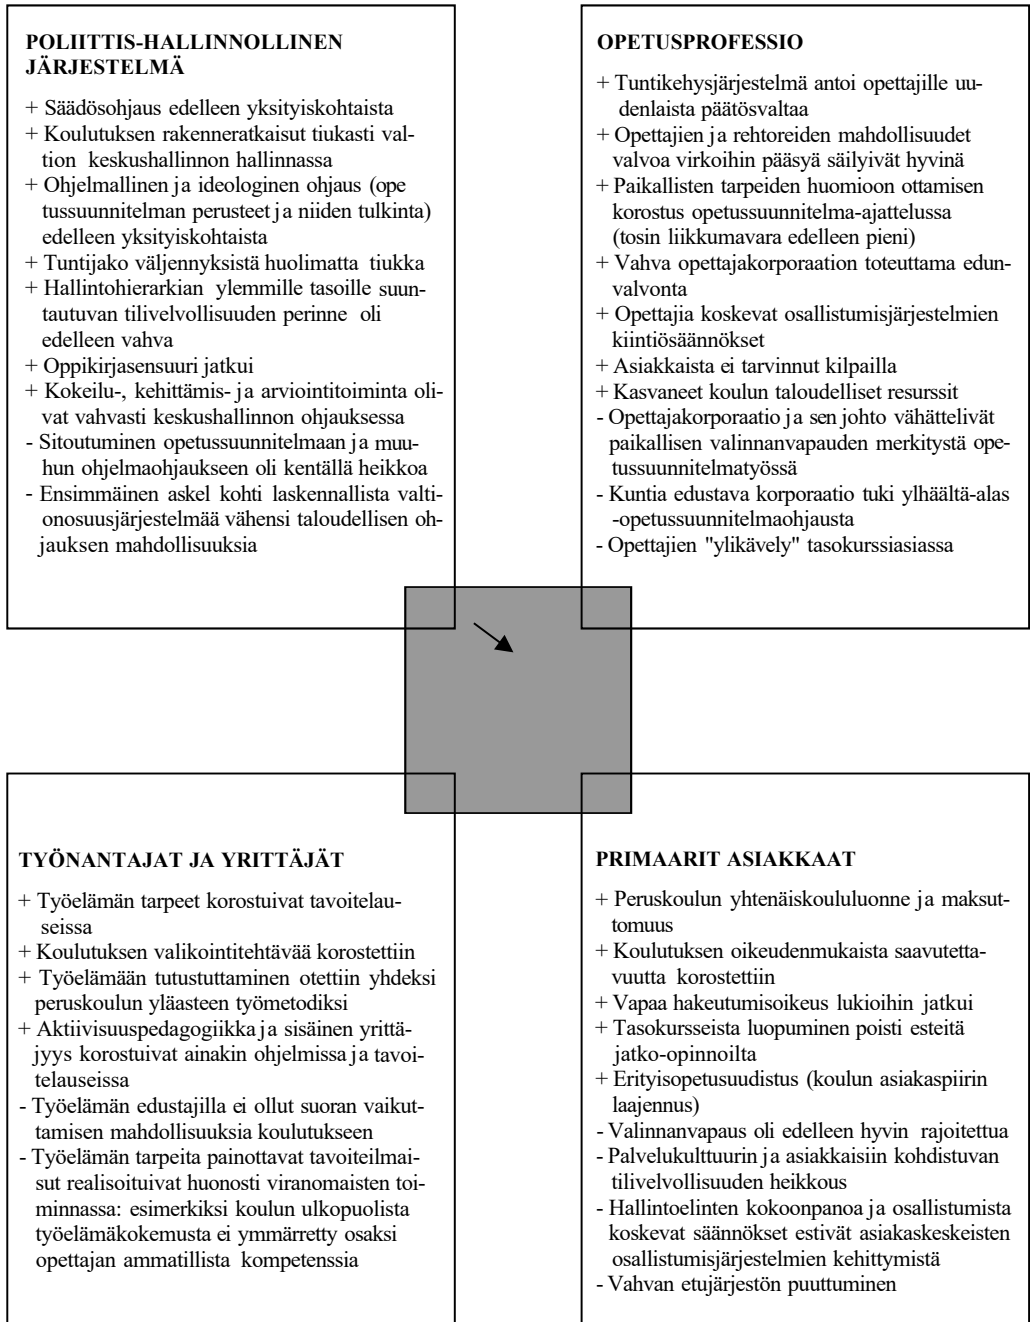 POLIITTIS-HALLINNOLLINEN
JÄRJESTELMÄ
+ Säädösohjaus edelleen yksityiskohtaista
+ Koulutuksen rakenneratkaisut tiukasti val-
tion keskushallinnon hallinnassa
+ Ohjelmallinen ja ideologinen ohjaus (ope
tussuunnitelman perusteet ja niiden tulkinta)
edelleen yksityiskohtaista
+ Tuntijako väljennyksistä huolimatta tiukka
+ Hallintohierarkian ylemmille tasoille suun-
tautuvan tilivelvollisuuden perinne oli
edelleen vahva
+ Oppikirjasensuuri jatkui
+ Kokeilu-, kehittämis- ja arviointitoiminta oli-
vat vahvasti keskushallinnon ohjauksessa
- Sitoutuminen opetussuunnitelmaan ja muu-
hun ohjelmaohjaukseen oli kentällä heikkoa
- Ensimmäinen askel kohti laskennallista valti-
onosuusjärjestelmää vähensi taloudellisen oh-
jauksen mahdollisuuksia
OPETUSPROFESSIO
+ Tuntikehysjärjestelmä antoi opettajille uu-
denlaista päätösvaltaa
+ Opettajien ja rehtoreiden mahdollisuudet
valvoa virkoihin pääsyä säilyivät hyvinä
+ Paikallisten tarpeiden huomioon ottamisen
korostus opetussuunnitelma-ajattelussa
(tosin liikkumavara edelleen pieni)
+ Vahva opettajakorporaation toteuttama edun-
valvonta
+ Opettajia koskevat osallistumisjärjestelmien
kiintiösäännökset
+ Asiakkaista ei tarvinnut kilpailla
+ Kasvaneet koulun taloudelliset resurssit
- Opettajakorporaatio ja sen johto vähättelivät
paikallisen valinnanvapauden merkitystä ope-
tussuunnitelmatyössä
- Kuntia edustava korporaatio tuki ylhäältä-alas
-opetussuunnitelmaohjausta
- Opettajien "ylikävely" tasokurssiasiassa
TYÖNANTAJAT JA YRITTÄJÄT
+ Työelämän tarpeet korostuivat tavoitelau-
seissa
+ Koulutuksen valikointitehtävää korostettiin
+ Työelämään tutustuttaminen otettiin yhdeksi
peruskoulun yläasteen työmetodiksi
+ Aktiivisuuspedagogiikka ja sisäinen yrittä-
jyys korostuivat ainakin ohjelmissa ja tavoi-
telauseissa
- Työelämän edustajilla ei ollut suoran vaikut-
tamisen mahdollisuuksia koulutukseen
- Työelämän tarpeita painottavat tavoiteilmai-
sut realisoituivat huonosti viranomaisten toi-
minnassa: esimerkiksi koulun ulkopuolista
työelämäkokemusta ei ymmärretty osaksi
opettajan ammatillista kompetenssia
PRIMAARIT ASIAKKAAT
+ Peruskoulun yhtenäiskoululuonne ja maksut-
tomuus
+ Koulutuksen oikeudenmukaista saavutetta-
vuutta korostettiin
+ Vapaa hakeutumisoikeus lukioihin jatkui
+ Tasokursseista luopuminen poisti esteitä
jatko-opinnoilta
+ Erityisopetusuudistus (koulun asiakaspiirin
laajennus)
- Valinnanvapaus oli edelleen hyvin rajoitettua
- Palvelukulttuurin ja asiakkaisiin kohdistuvan
tilivelvollisuuden heikkous
- Hallintoelinten kokoonpanoa ja osallistumista
koskevat säännökset estivät asiakaskeskeisten
osallistumisjärjestelmien kehittymistä
- Vahvan etujärjestön puuttuminen